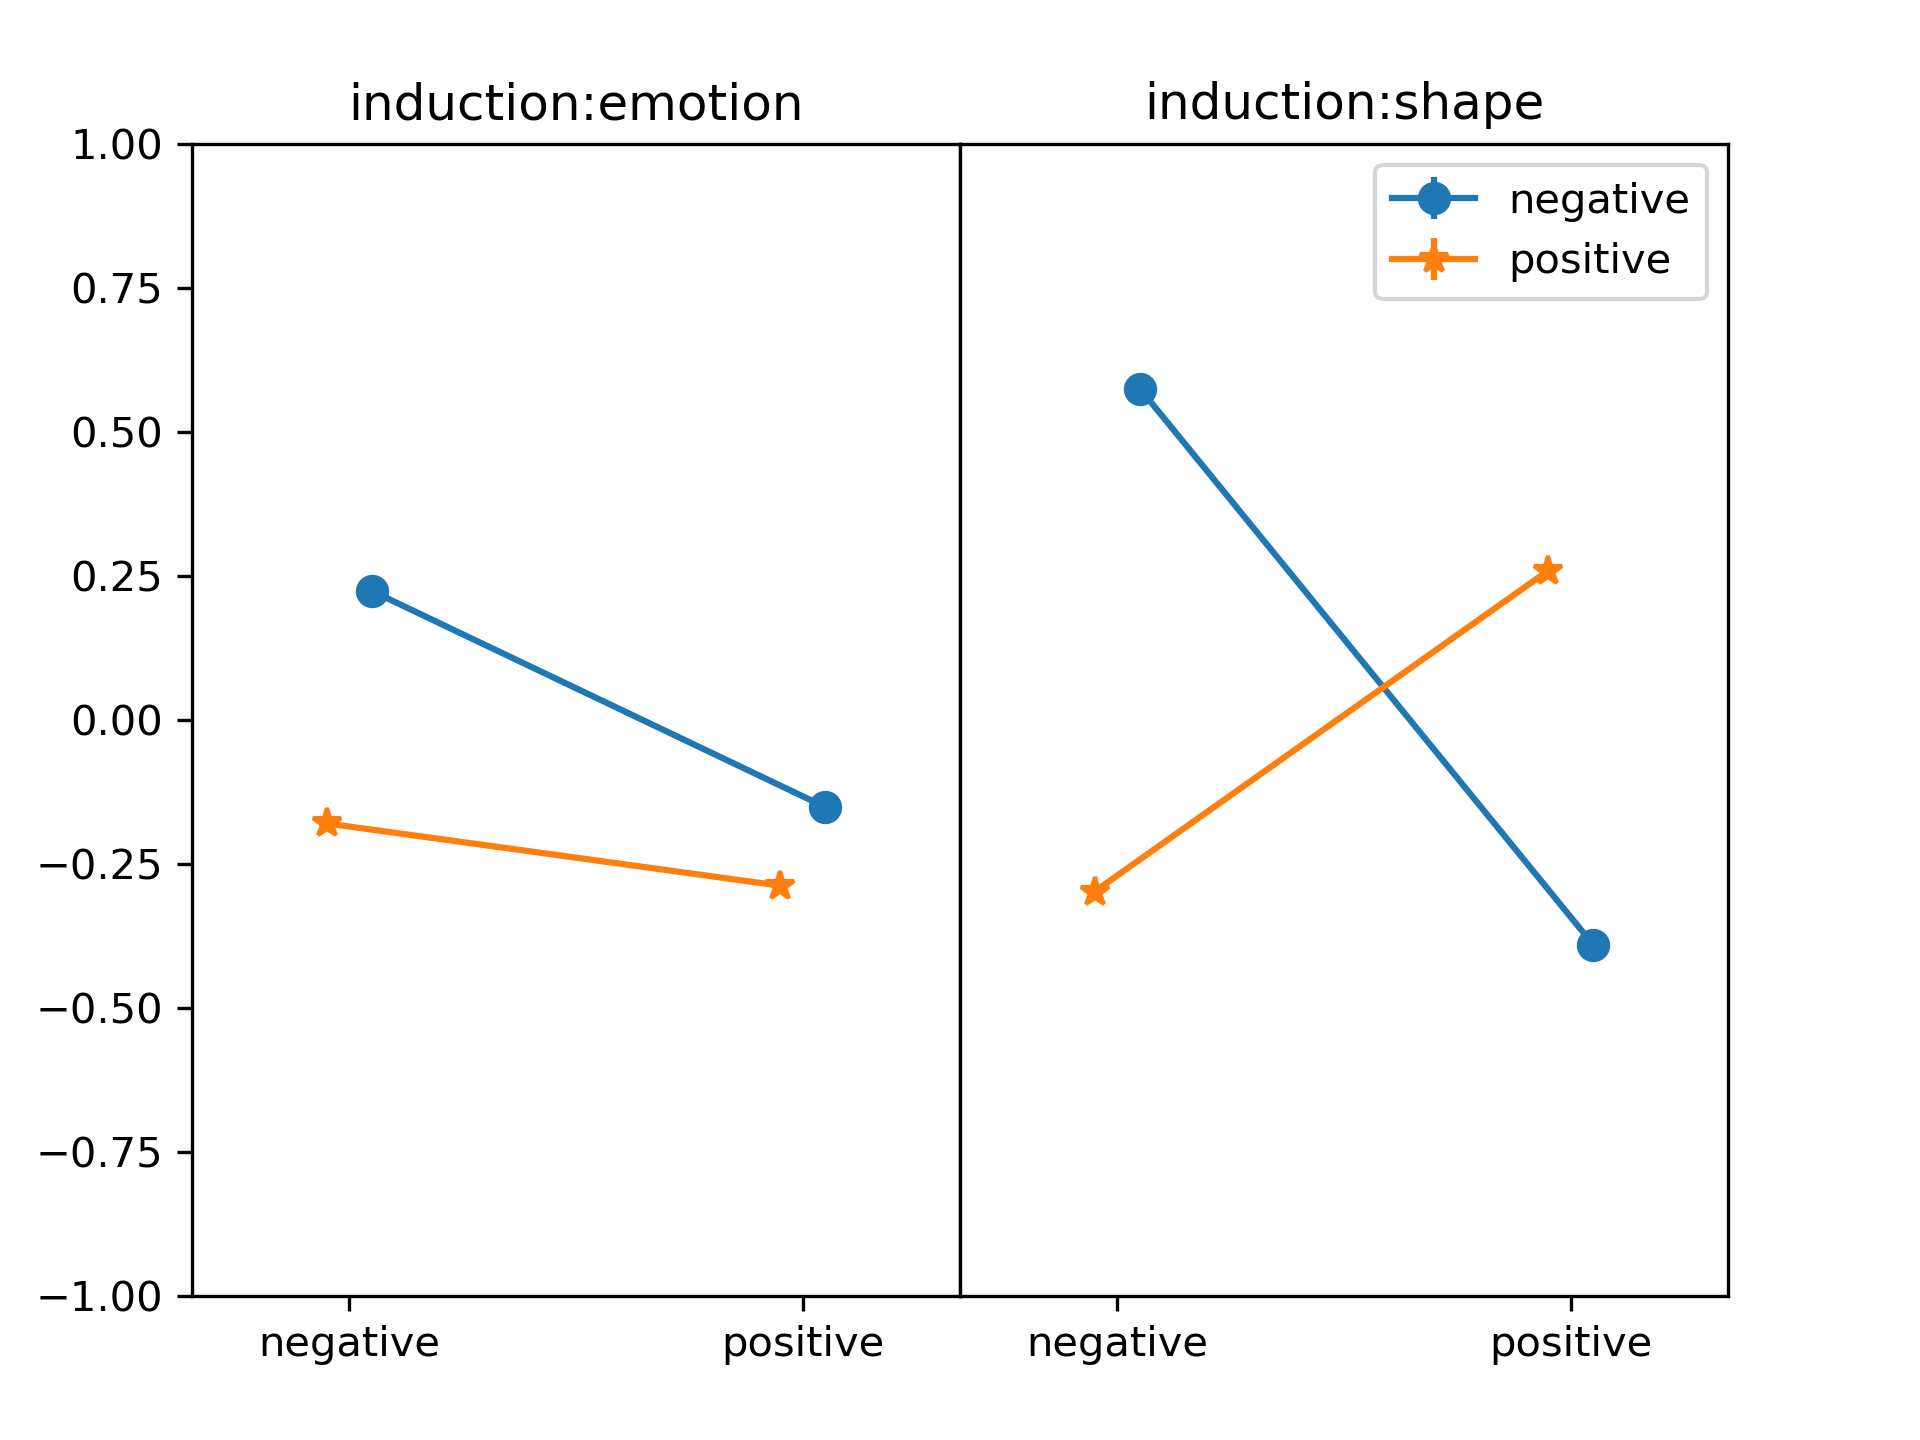 induction:emotion
induction:shape
1.00
0.75
0.50
0.25
0.00
−0.25
−0.50
−0.75
−1.00
negative
positive
negative positive
negative positive